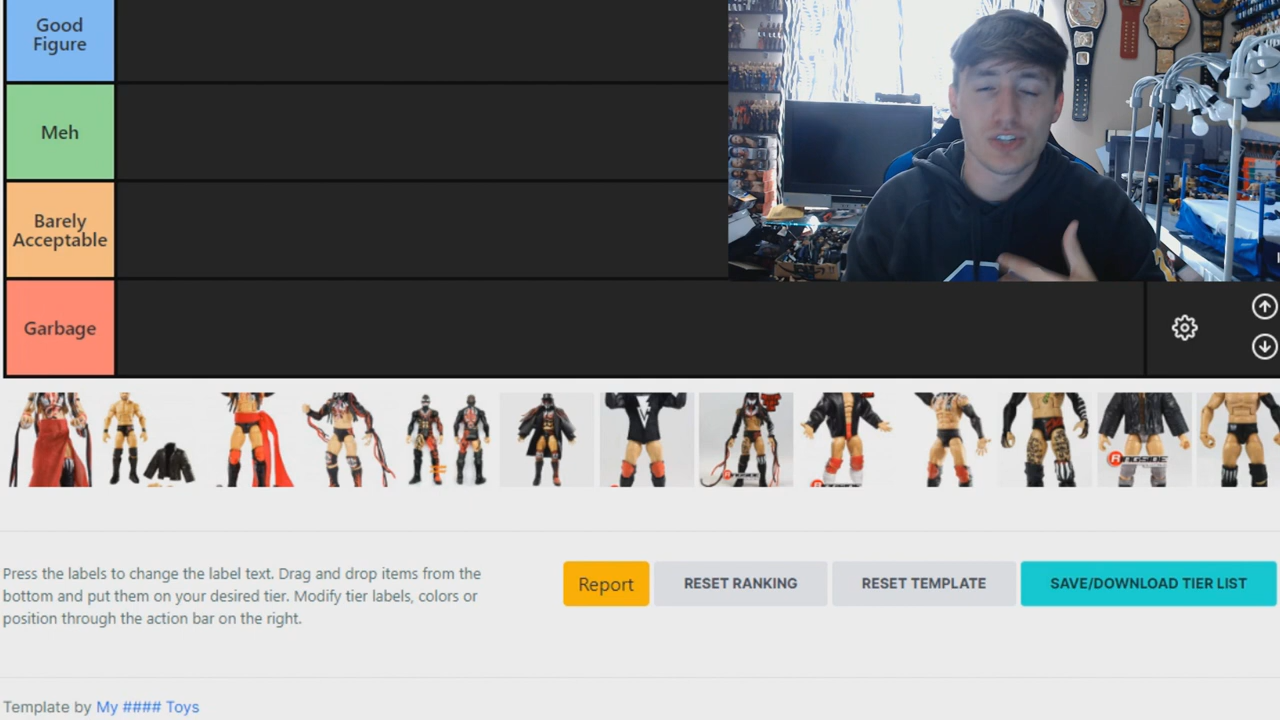 Good
Figure
Meh
Barely
Acceptable
Garbage
RINGSIDE
Press the labels to change the label text. Drag and drop items from the
bottom and put them on your desired tier. Modify tier labels, colors or
position through the action bar on the right.
Report
RESET RANKING
RESET TEMPLATE
SAVE/DOWNLOAD TIER LIST
Template by My #### Toys